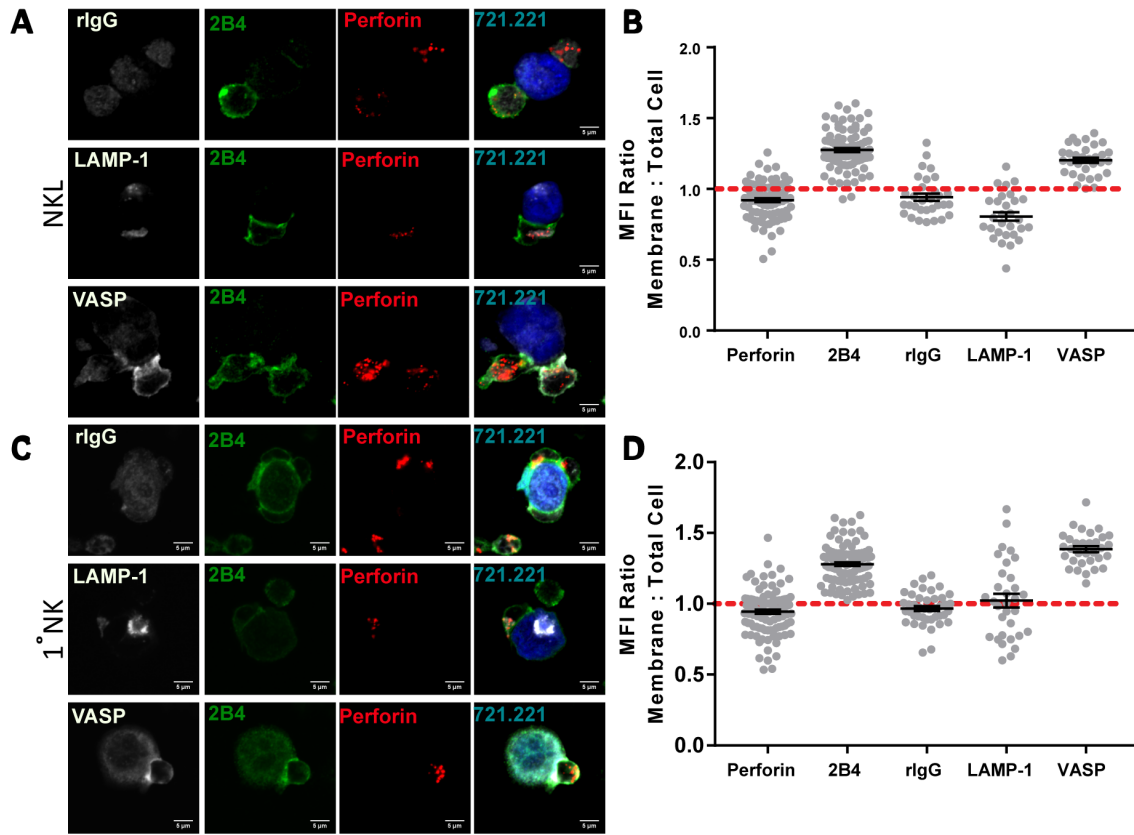 A
rIgG
2B4
Perforin
721.221
5 µm
NKL
LAMP-1
2B4
Perforin
721.221
5 µm
VASP
2B4
Perforin
721.221
5 µm
B
2.0
1.5
1.0
0.5
0.0
MFI Ratio
Membrane : Total Cell
Perforin 2B4 rIgG LAMP-1 VASP
C
rIgG
2B4
Perforin
721.221
5 µm 5 µm 5 µm 5 µm
1° NK
LAMP-1
2B4
Perforin
721.221
5 µm 5 µm 5 µm 5 µm
VASP
2B4
Perforin
721.221
5 µm 5 µm 5 µm 5 µm
D
2.0
1.5
1.0
0.5
0.0
MFI Ratio
Membrane : Total Cell
Perforin 2B4 rIgG LAMP-1 VASP